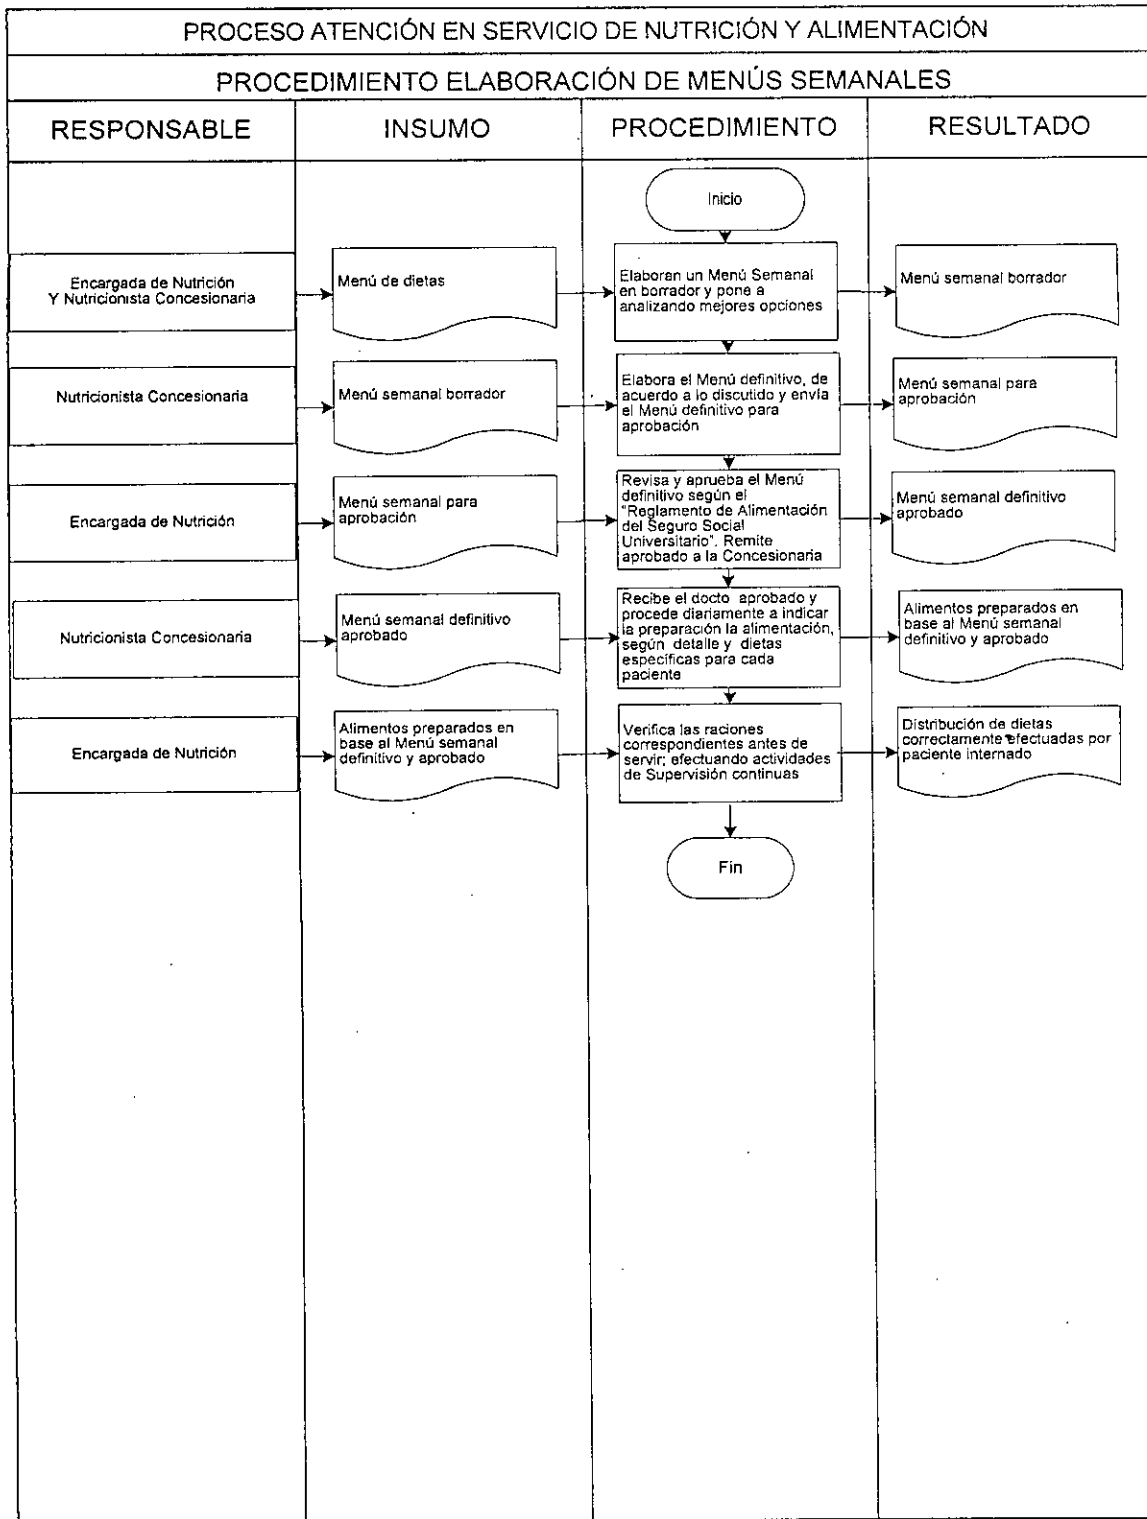 PROCESO ATENCIÓN EN SERVICIO DE NUTRICIÓN Y ALIMENTACIÓN
PROCEDIMIENTO ELABORACIÓN DE MENÚS SEMANALES
RESPONSABLE
INSUMO
PROCEDIMIENTO
RESULTADO
Inicio
Encargada de Nutrición
Y Nutricionista Concesionaria
Menú de dietas
Elaboran un Menú Semanal
en borrador y pone a
analizando mejores opciones
Menú semanal borrador
Nutricionista Concesionaria
Menú semanal borrador
Elabora el Menú definitivo, de
acuerdo a lo discutido y envía
el Menú definitivo para
aprobación
Menú semanal para
aprobación
Encargada de Nutrición
Menú semanal para
aprobación
Revisa y aprueba el Menú
definitivo según el
"Reglamento de Alimentación
del Seguro Social
Universitario". Remite
aprobado a la Concesionaria
Menú semanal definitivo
aprobado
Nutricionista Concesionaria
Menú semanal definitivo
aprobado
Recibe el docto aprobado y
procede diariamente a indicar
la preparación la alimentación,
según detalle y dietas
específicas para cada
paciente
Alimentos preparados en
base al Menú semanal
definitivo y aprobado
Encargada de Nutrición
Alimentos preparados en
base al Menú semanal
definitivo y aprobado
Verifica las raciones
correspondientes antes de
servir; efectuando actividades
de Supervisión continuas
Distribución de dietas
correctamente efectuadas por
paciente internado
Fin